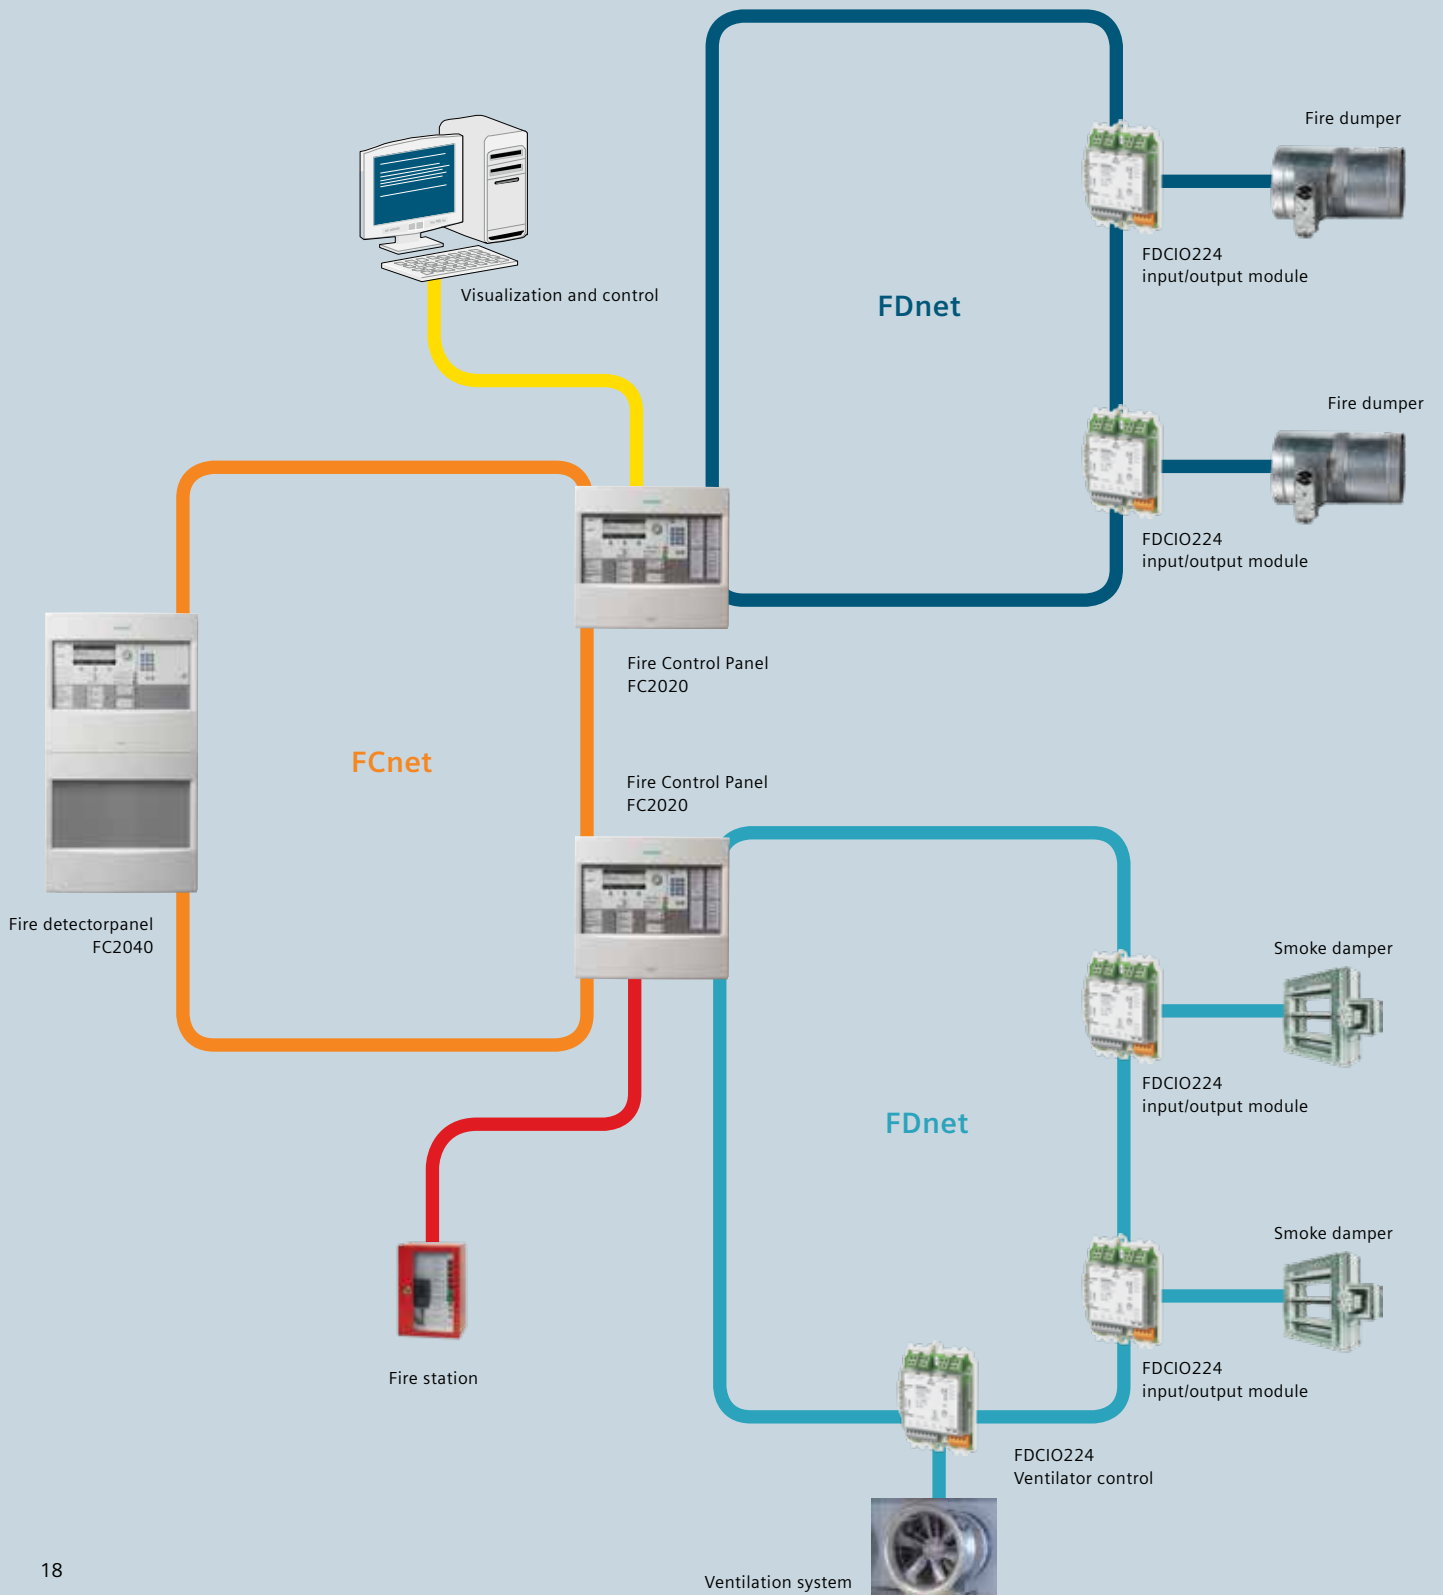 Fire dumper
FDCIO224
input/output module
Visualization and control
FDnet
Fire dumper
FDCIO224
input/output module
Fire Control Panel
FC2020
FCnet
Fire Control Panel
FC2020
Fire detectorpanel
FC2040
Smoke damper
FDCIO224
input/output module
FDnet
Smoke damper
FDCIO224
input/output module
Fire station
FDCIO224
Ventilator control
Ventilation system
18